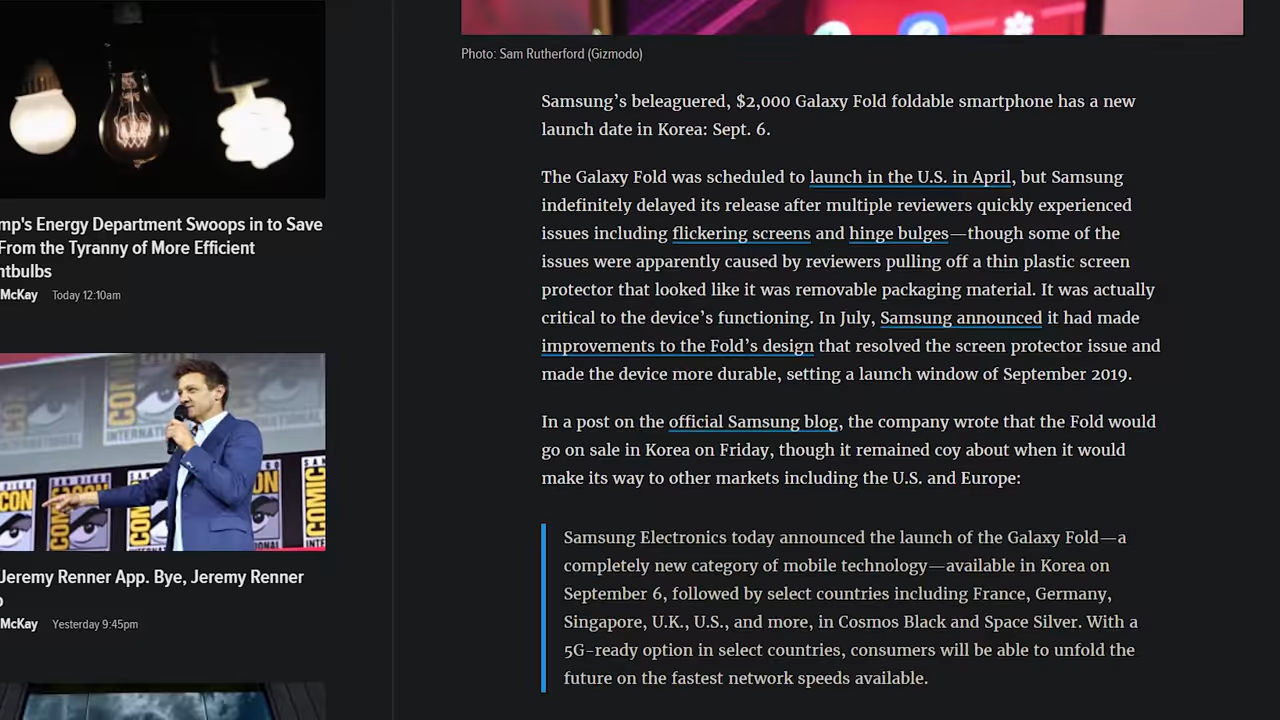 mp's Energy Department Swoops in to Save
From the Tyranny of More Efficient
htbulbs
McKay Today 12:10am
CON
COMIC
INTERNATIONAL
SAN DIEGO
COMIC
Jeremy Renner App. Bye, Jeremy Renner
McKay Yesterday 9:45pm
Photo: Sam Rutherford (Gizmodo)
Samsung’s beleaguered, $2,000 Galaxy Fold foldable smartphone has a new
launch date in Korea: Sept. 6.
The Galaxy Fold was scheduled to launch in the U.S. in April, but Samsung
indefinitely delayed its release after multiple reviewers quickly experienced
issues including flickering screens and hinge bulges—though some of the
issues were apparently caused by reviewers pulling off a thin plastic screen
protector that looked like it was removable packaging material. It was actually
critical to the device’s functioning. In July, Samsung announced it had made
improvements to the Fold’s design that resolved the screen protector issue and
made the device more durable, setting a launch window of September 2019.
In a post on the official Samsung blog, the company wrote that the Fold would
go on sale in Korea on Friday, though it remained coy about when it would
make its way to other markets including the U.S. and Europe:
Samsung Electronics today announced the launch of the Galaxy Fold—a
completely new category of mobile technology—available in Korea on
September 6, followed by select countries including France, Germany,
Singapore, U.K., U.S., and more, in Cosmos Black and Space Silver. With a
5G-ready option in select countries, consumers will be able to unfold the
future on the fastest network speeds available.